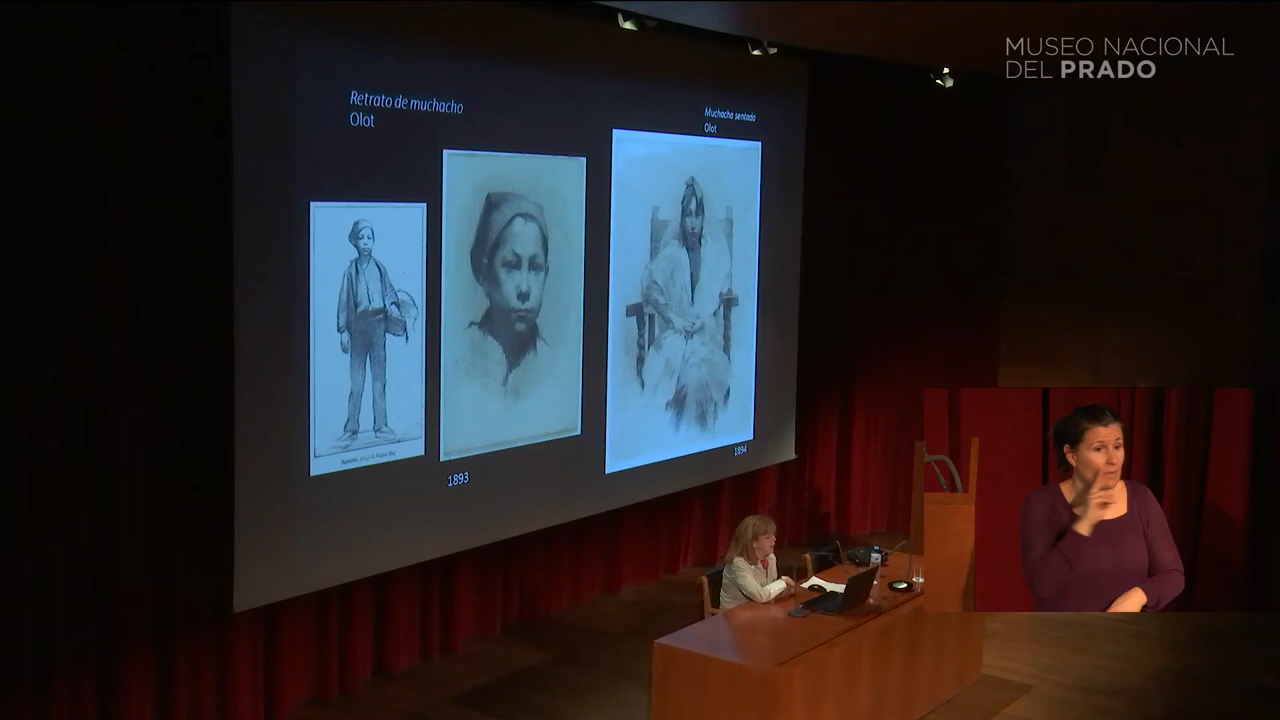 MUSEO NACIONAL
DEL PRADO
Retrato de muchacho
Olot
Muchacha sentada
Olot
1893
1894